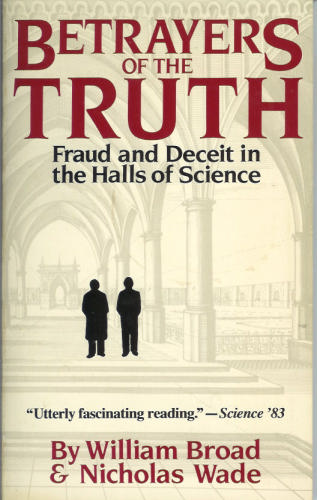 BETRAYERS
OF THE
TRUTH
Fraud and Deceit in
the Halls of Science
“Utterly fascinating reading.”—Science ’83
By William Broad
& Nicholas Wade